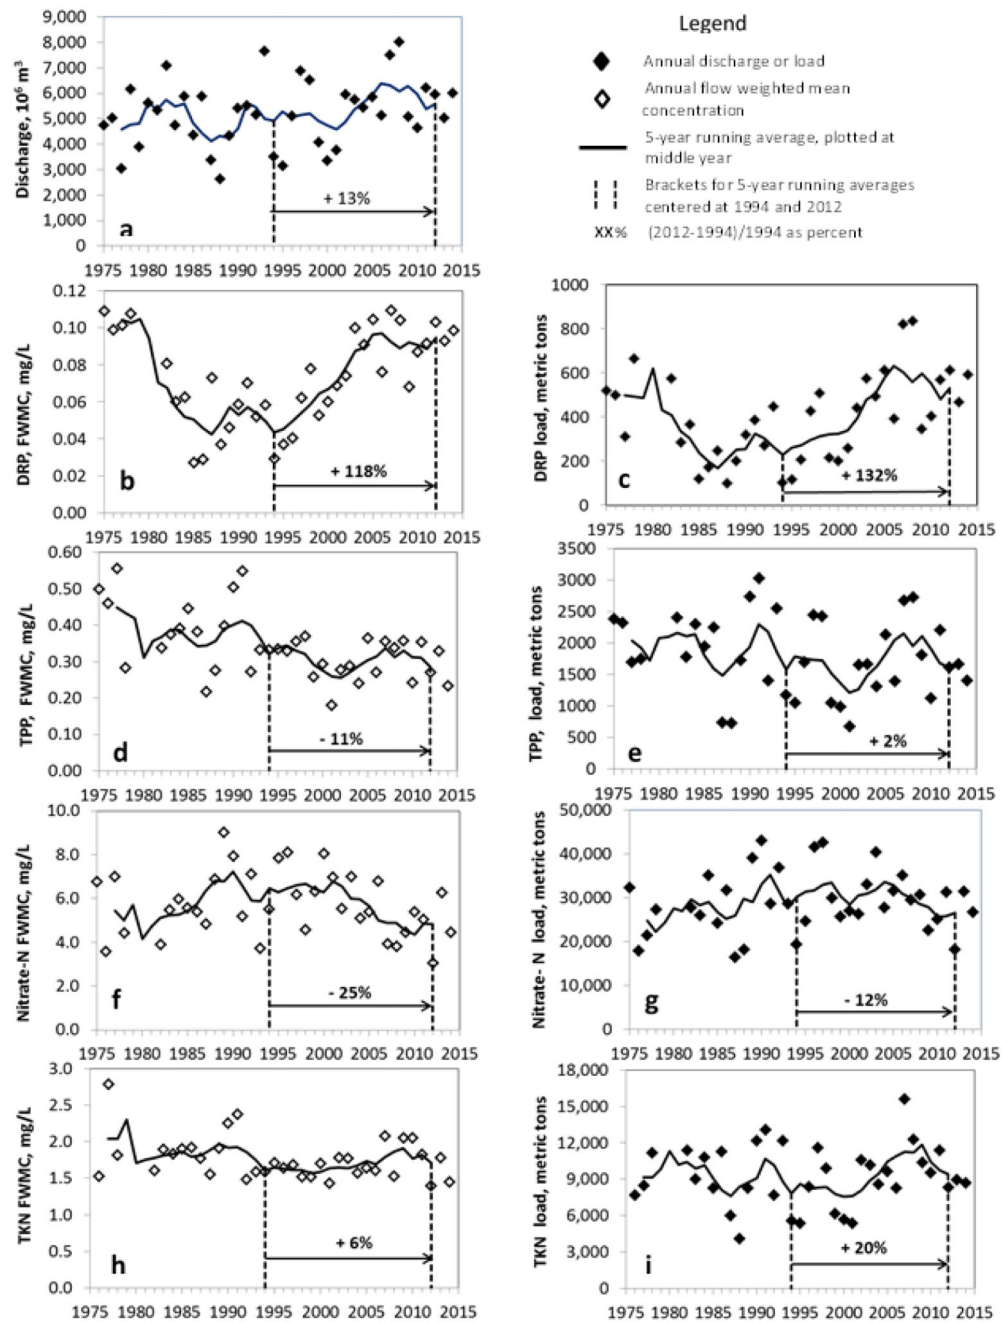 Legend
Annual discharge or load
Annual flow weighted mean
concentration
5-year running average, plotted at
middle year
Brackets for 5-year running averages
centered at 1994 and 2012
XX% (2012-1994)/1994 as percent
Discharge, 10⁶ m³
9,000
8,000
7,000
6,000
5,000
4,000
3,000
2,000
1,000
0
a
+ 13%
1975 1980 1985 1990 1995 2000 2005 2010 2015
DRP, FWMC, mg/L
0.12
0.10
0.08
0.06
0.04
0.02
0.00
b
+ 118%
1975 1980 1985 1990 1995 2000 2005 2010 2015
DRP load, metric tons
1000
800
600
400
200
0
c
+ 132%
1975 1980 1985 1990 1995 2000 2005 2010 2015
TPP, FWMC, mg/L
0.60
0.50
0.40
0.30
0.20
0.10
0.00
d
- 11%
1975 1980 1985 1990 1995 2000 2005 2010 2015
TPP, load, metric tons
3500
3000
2500
2000
1500
1000
500
0
e
+ 2%
1975 1980 1985 1990 1995 2000 2005 2010 2015
Nitrate-N FWMC, mg/L
10.0
8.0
6.0
4.0
2.0
0.0
f
- 25%
1975 1980 1985 1990 1995 2000 2005 2010 2015
Nitrate- N load, metric tons
50,000
40,000
30,000
20,000
10,000
0
g
- 12%
1975 1980 1985 1990 1995 2000 2005 2010 2015
TKN FWMC, mg/L
3.0
2.5
2.0
1.5
1.0
0.5
0.0
h
+ 6%
1975 1980 1985 1990 1995 2000 2005 2010 2015
TKN load, metric tons
18,000
15,000
12,000
9,000
6,000
3,000
0
i
+ 20%
1975 1980 1985 1990 1995 2000 2005 2010 2015